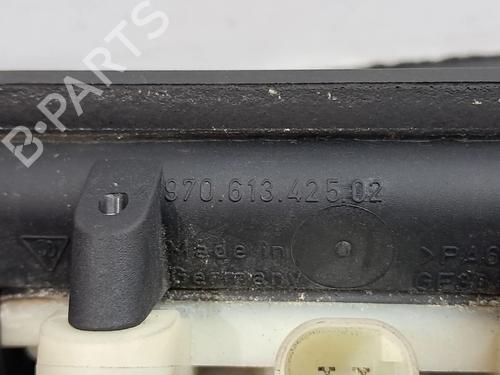 B-PARTS
970.613.425.02
Made in
Germany
>PA6